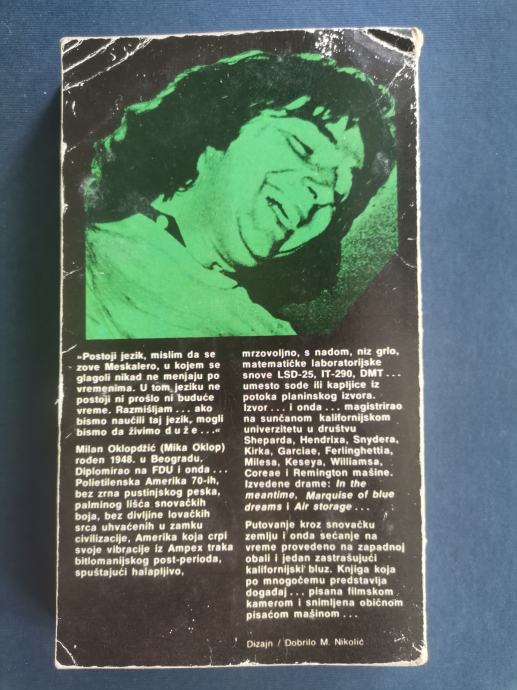 »Postoji jezik, mislim da se
zove Meskalero, u kojem se
glagoli nikad ne menjaju po
vremenima. U tom jeziku ne
postoji ni prošlo ni buduće
vreme. Razmišljam... ako
bismo naučili taj jezik, mogli
bismo da živimo d u ž e...«
Milan Oklopdžić (Mika Oklop)
rođen 1948. u Beogradu.
Diplomirao na FDU i onda...
Polietilenska Amerika 70-ih,
bez zrna pustinjskog peska,
palminog lišća snovačkih
boja, bez divljine lovačkih
srca uhvaćenih u zamku
civilizacije, Amerika koja crpi
svoje vibracije iz Ampex traka
bitlomanijskog post-perioda,
spuštajući halapljivo,
mrzovoljno, s nadom, niz grlo,
matematičke laboratorijske
snove LSD-25, IT-290, DMT...
umesto sode ili kapljice iz
potoka planinskog izvora.
Izvor... i onda... magistrirao
na sunčanom kalifornijskom
univerzitetu u društvu
Sheparda, Hendrixa, Snydera,
Kirka, Garciae, Ferlinghettia,
Milesa, Keseya, Williamsa,
Coreae i Remington mašine.
Izvedene drame: In the
meantime, Marquise of blue
dreams i Air storage...
Putovanje kroz snovačku
zemlju i onda sećanje na
vreme provedeno na zapadnoj
obali i jedan zastrašujući
kalifornijski bluz. Knjiga koja
po mnogočemu predstavlja
događaj... pisana filmskom
kamerom i snimljena običnom
pisaćom mašinom...
Dizajn / Dobrilo M. Nikolić